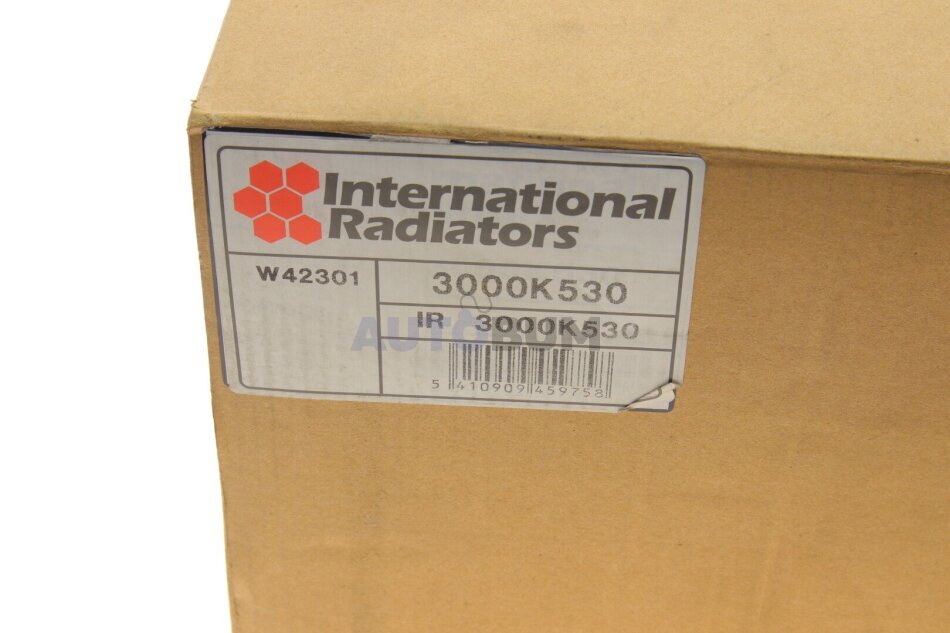 International
Radiators
W42301
3000K530
IR 3000K530
AUTOBUM
5 410909 459758